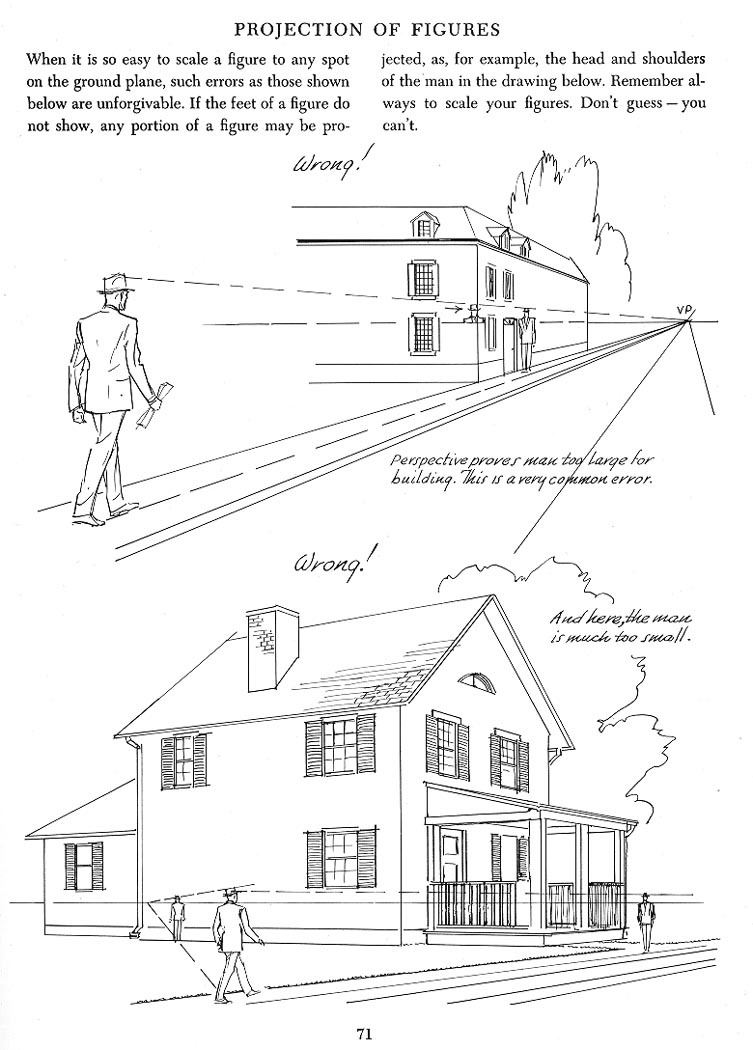 PROJECTION OF FIGURES
When it is so easy to scale a figure to any spot
on the ground plane, such errors as those shown
below are unforgivable. If the feet of a figure do
not show, any portion of a figure may be pro-
jected, as, for example, the head and shoulders
of the man in the drawing below. Remember al-
ways to scale your figures. Don't guess — you
can't.
Wrong!
VP
Perspective proves man too large for
building. This is a very common error.
Wrong!
And here, the man
is much too small.
71